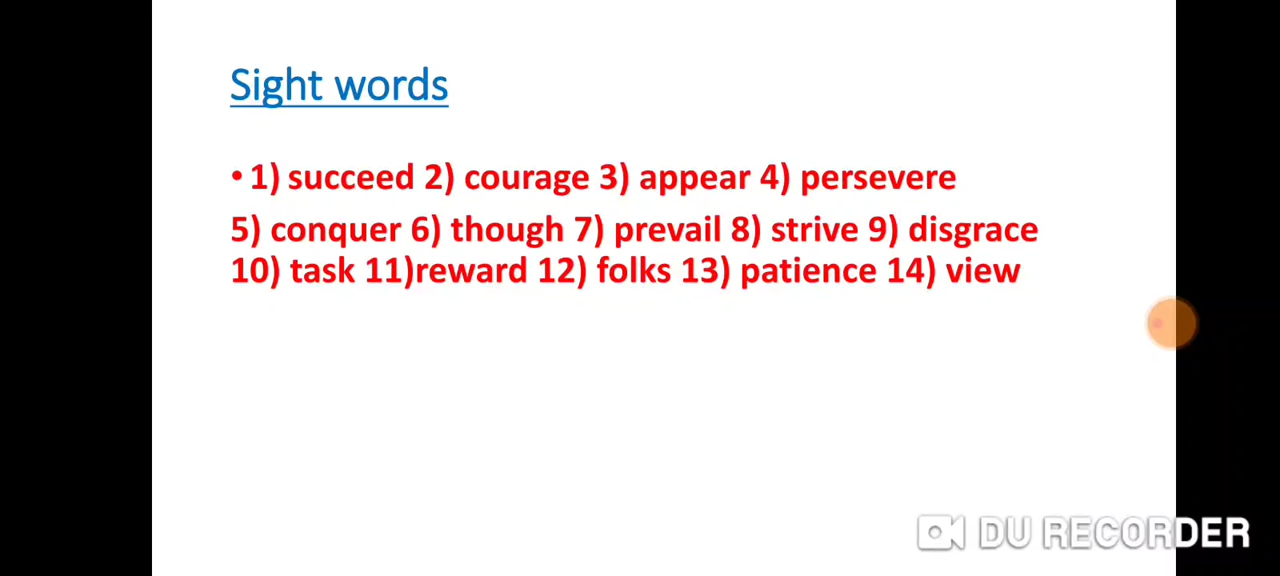 Sight words
• 1) succeed 2) courage 3) appear 4) persevere
5) conquer 6) though 7) prevail 8) strive 9) disgrace
10) task 11)reward 12) folks 13) patience 14) view
DU RECORDER